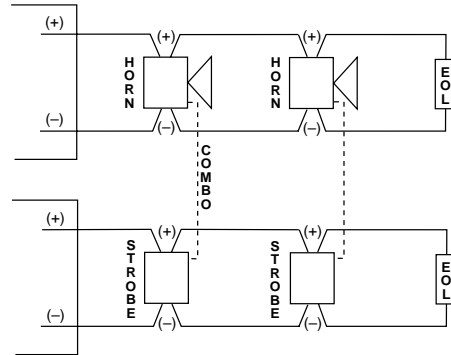 (+)
(+)
(+)
HORN
HORN
EOL
(–)
(–)
(–)
COMBO
(+)
(+)
(+)
STROBE
STROBE
EOL
(–)
(–)
(–)